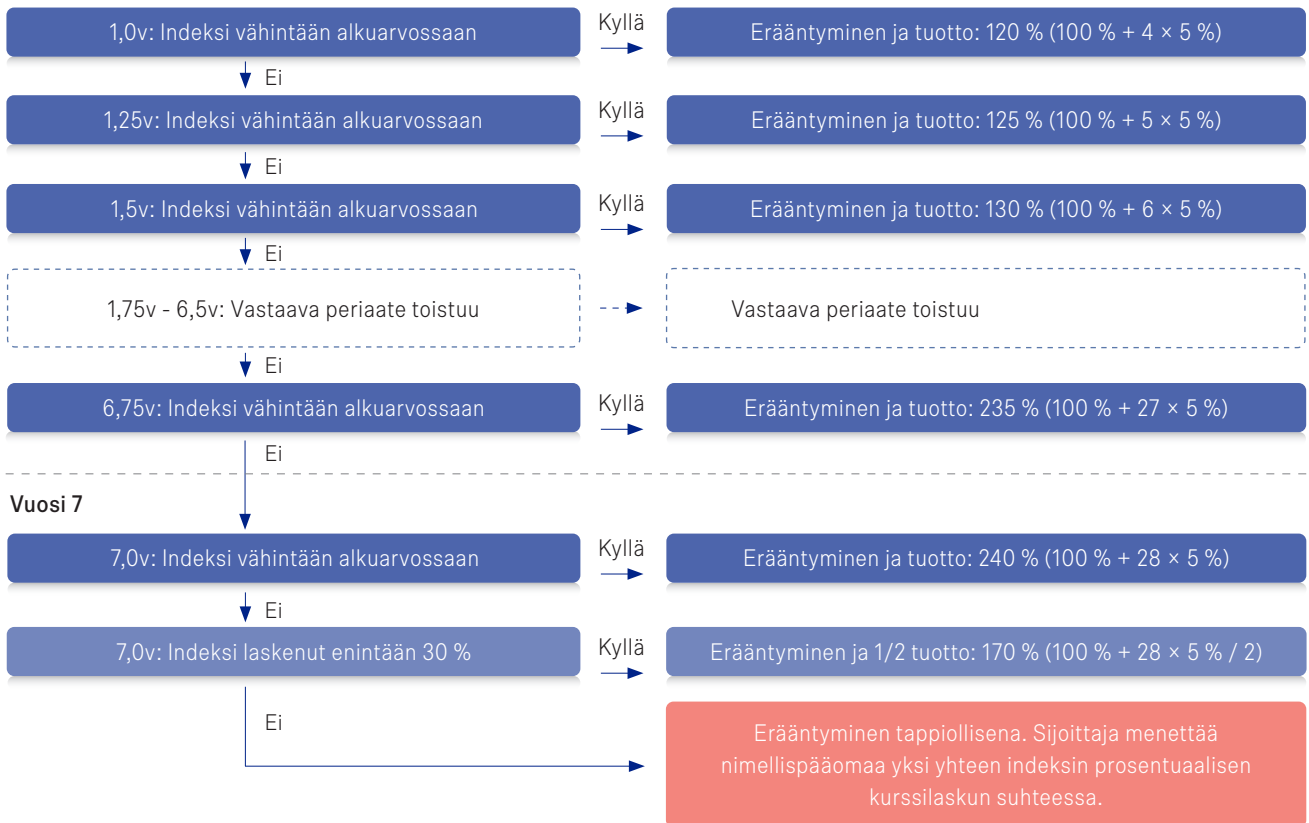 1,0v: Indeksi vähintään alkuarvossaan
Kyllä
Erääntyminen ja tuotto: 120 % (100 % + 4 × 5 %)
Ei
1,25v: Indeksi vähintään alkuarvossaan
Kyllä
Erääntyminen ja tuotto: 125 % (100 % + 5 × 5 %)
Ei
1,5v: Indeksi vähintään alkuarvossaan
Kyllä
Erääntyminen ja tuotto: 130 % (100 % + 6 × 5 %)
Ei
1,75v - 6,5v: Vastaava periaate toistuu
Vastaava periaate toistuu
Ei
6,75v: Indeksi vähintään alkuarvossaan
Kyllä
Erääntyminen ja tuotto: 235 % (100 % + 27 × 5 %)
Ei
Vuosi 7
7,0v: Indeksi vähintään alkuarvossaan
Kyllä
Erääntyminen ja tuotto: 240 % (100 % + 28 × 5 %)
Ei
7,0v: Indeksi laskenut enintään 30 %
Kyllä
Erääntyminen ja 1/2 tuotto: 170 % (100 % + 28 × 5 % / 2)
Ei
Erääntyminen tappiollisena. Sijoittaja menettää
nimellispääomaa yksi yhteen indeksin prosentuaalisen
kurssilaskun suhteessa.